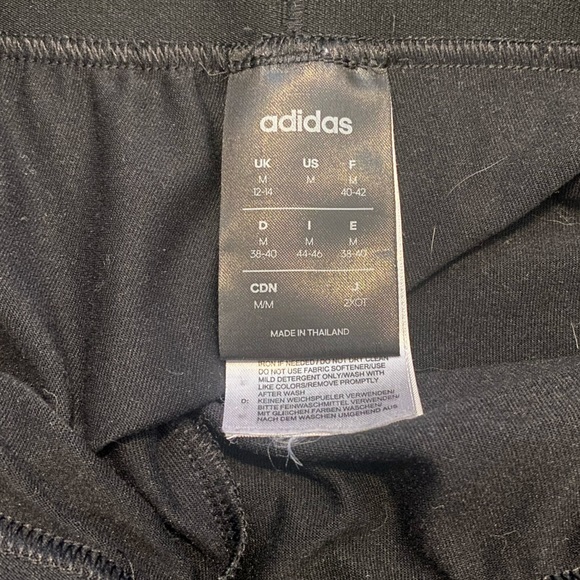 adidas
UK US F
M M M
12-14 40-42
D I E
M M M
38-40 44-46 38-40
CDN J
M/M 2XOT
MADE IN THAILAND
IRON IF NEEDED/DO NOT DRY CLEAN
DO NOT USE FABRIC SOFTENER/USE
MILD DETERGENT ONLY/WASH WITH
LIKE COLORS/REMOVE PROMPTLY
AFTER WASH
D: KEINEN WEICHSPUELER VERWENDEN/
BITTE FEINWASCHMITTEL VERWENDEN/
MIT GLEICHEN FARBEN WASCHEN/
NACH DEM WASCHEN UMGEHEND AUS